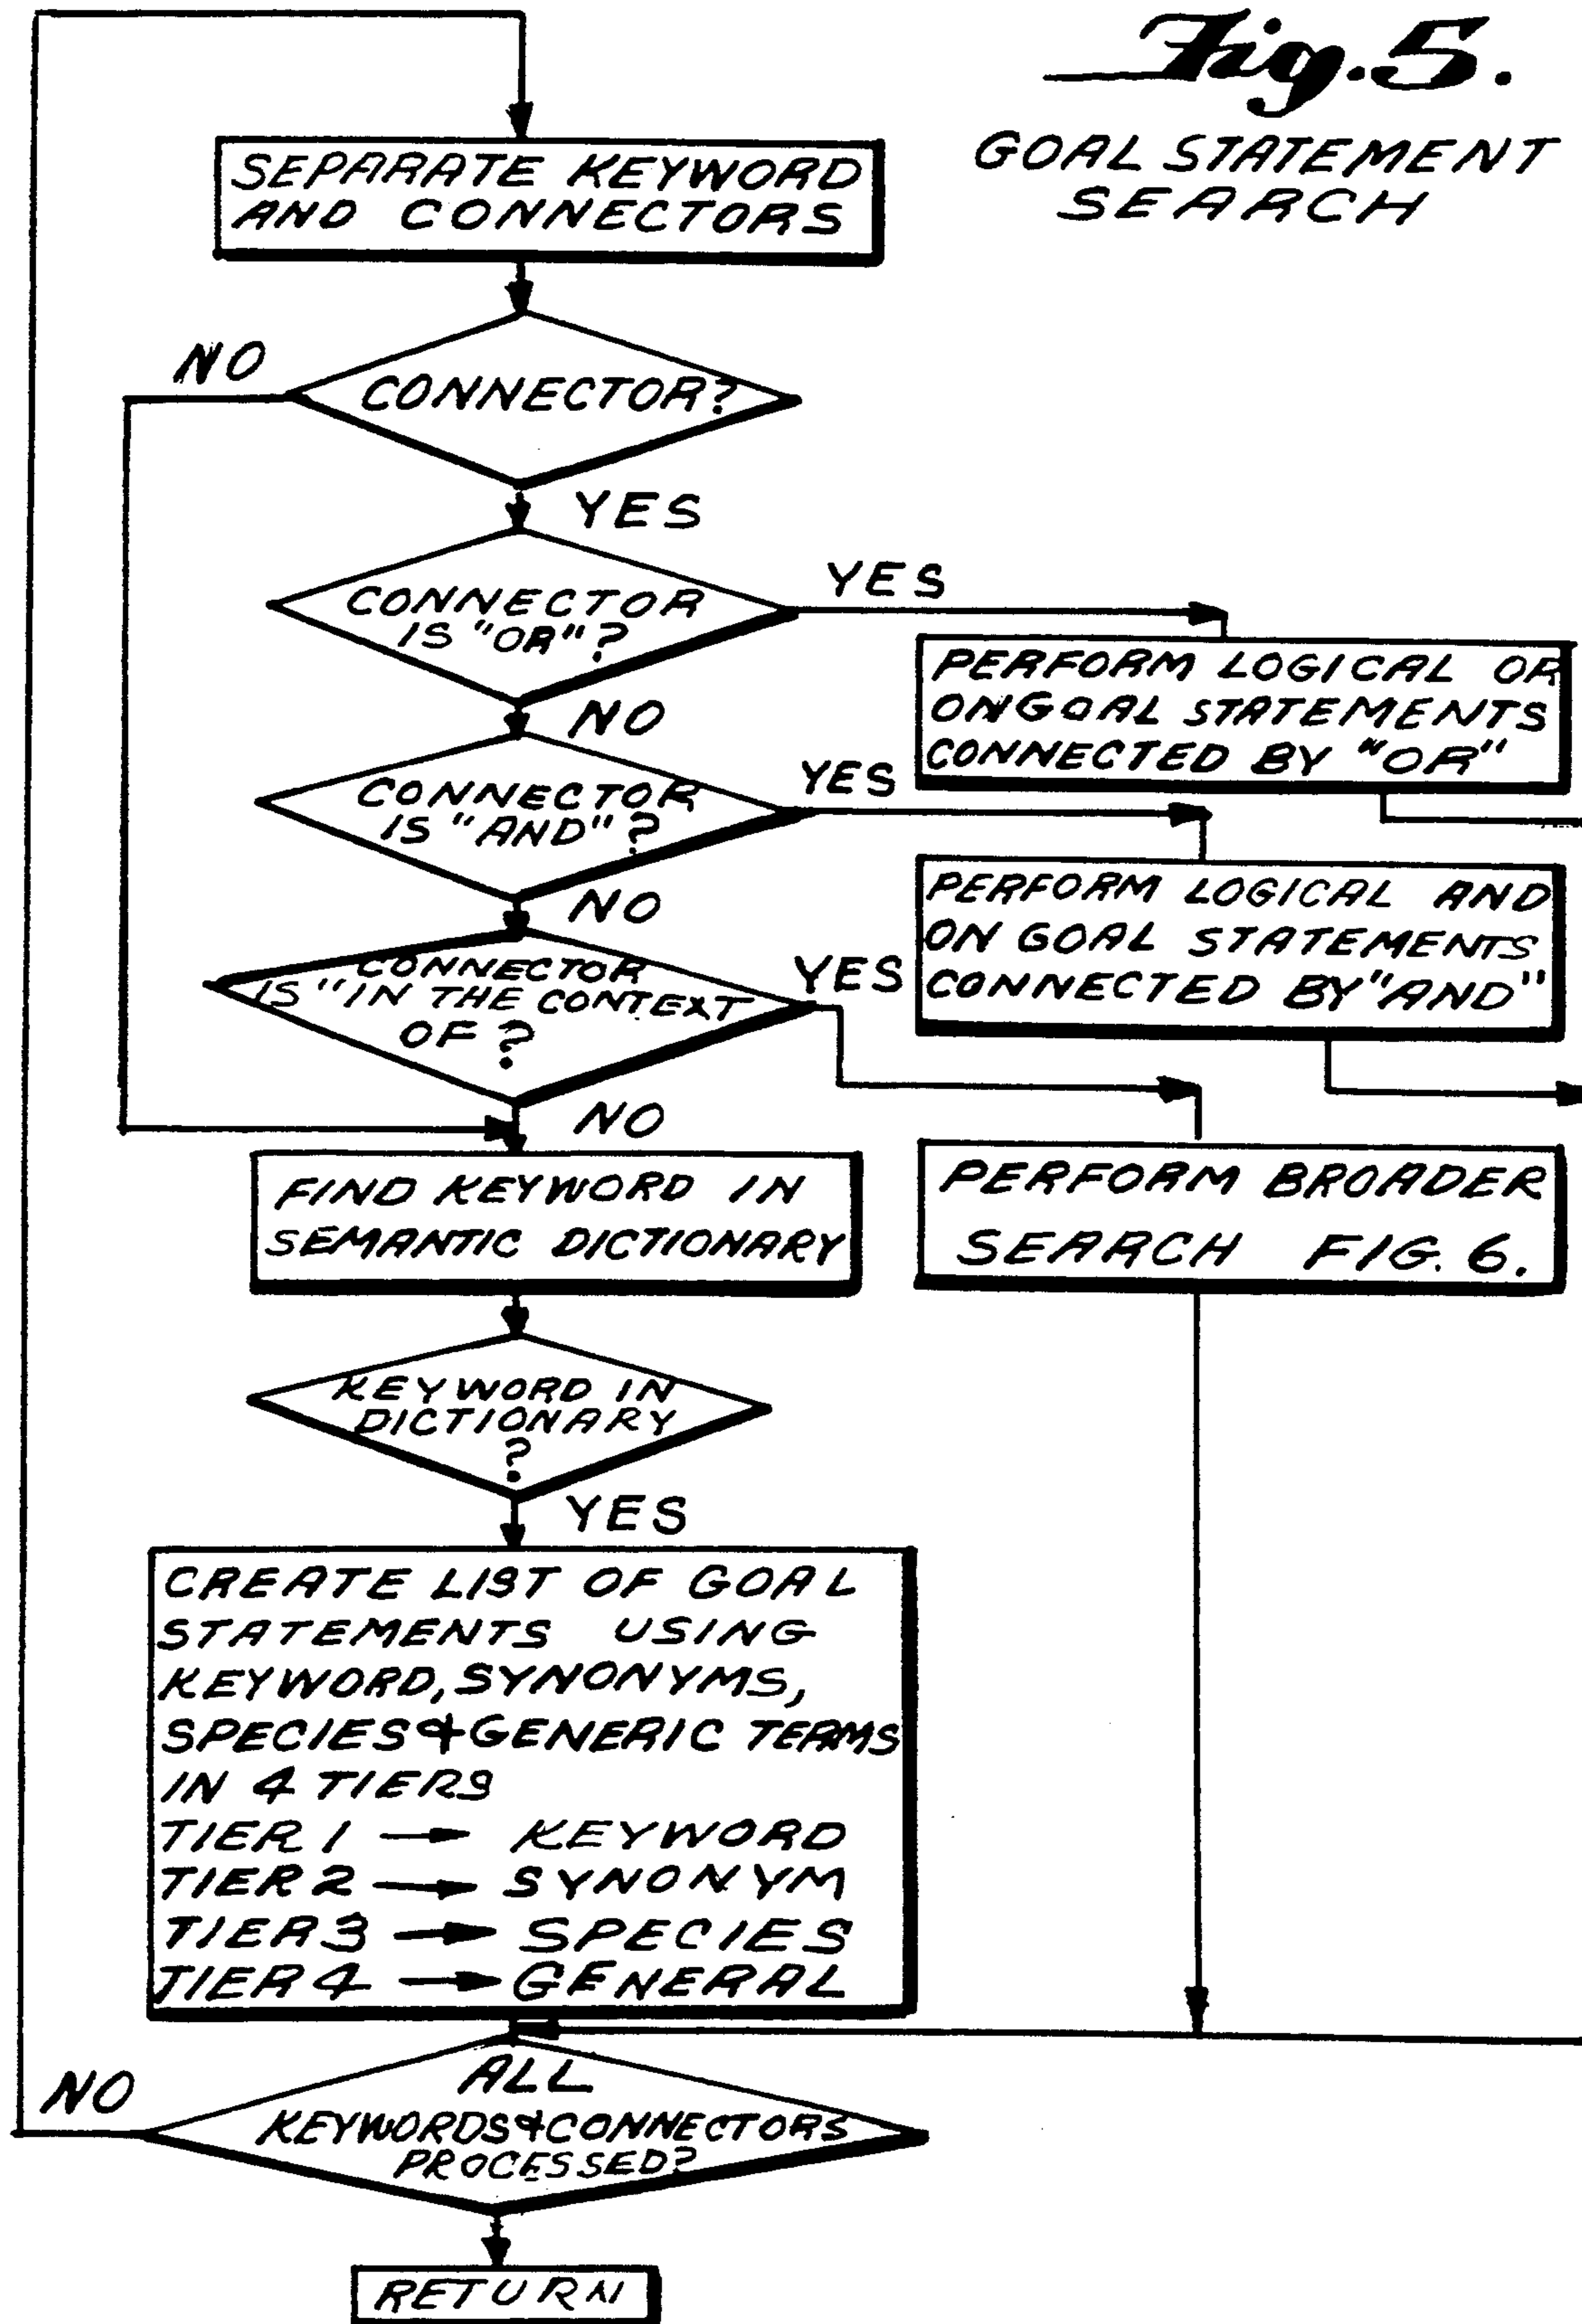 Fig. 5.
GOAL STATEMENT
SEARCH
SEPARATE KEYWORD
AND CONNECTORS
NO
CONNECTOR?
YES
CONNECTOR
IS "OR"?
YES
PERFORM LOGICAL OR
ON GOAL STATEMENTS
CONNECTED BY "OR"
NO
CONNECTOR
IS "AND"?
YES
PERFORM LOGICAL AND
ON GOAL STATEMENTS
CONNECTED BY "AND"
NO
CONNECTOR
IS "IN THE CONTEXT
OF ?
YES
PERFORM BROADER
SEARCH FIG. 6.
NO
FIND KEYWORD IN
SEMANTIC DICTIONARY
KEYWORD IN
DICTIONARY
?
YES
CREATE LIST OF GOAL
STATEMENTS USING
KEYWORD, SYNONYMS,
SPECIES & GENERIC TERMS
IN 4 TIERS
TIER 1 → KEYWORD
TIER 2 → SYNONYM
TIER 3 → SPECIES
TIER 4 → GENERAL
NO
ALL
KEYWORDS & CONNECTORS
PROCESSED?
RETURN